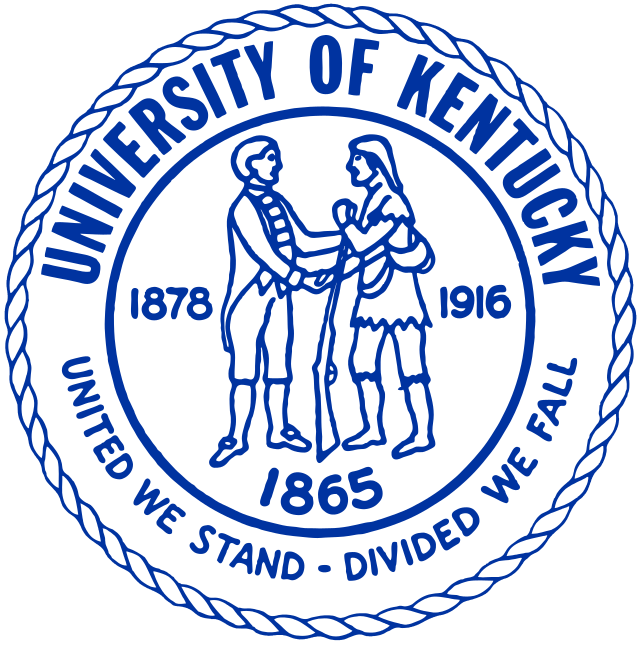 UNIVERSITY OF KENTUCKY
1878
1916
1865
UNITED WE STAND - DIVIDED WE FALL